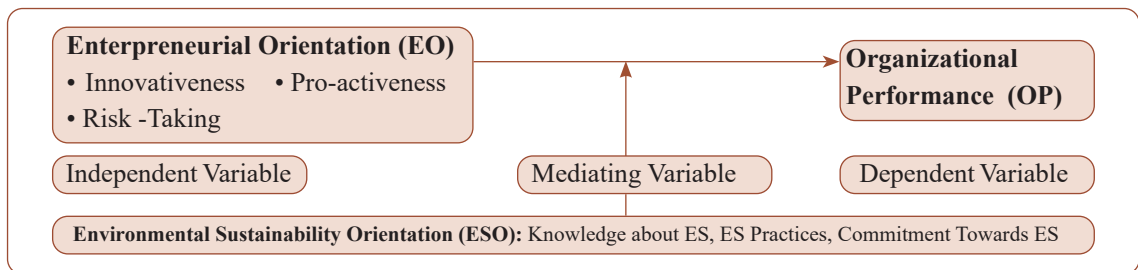 Enterpreneurial Orientation (EO)
• Innovativeness • Pro-activeness
• Risk -Taking
Organizational
Performance (OP)
Independent Variable
Mediating Variable
Dependent Variable
Environmental Sustainability Orientation (ESO): Knowledge about ES, ES Practices, Commitment Towards ES